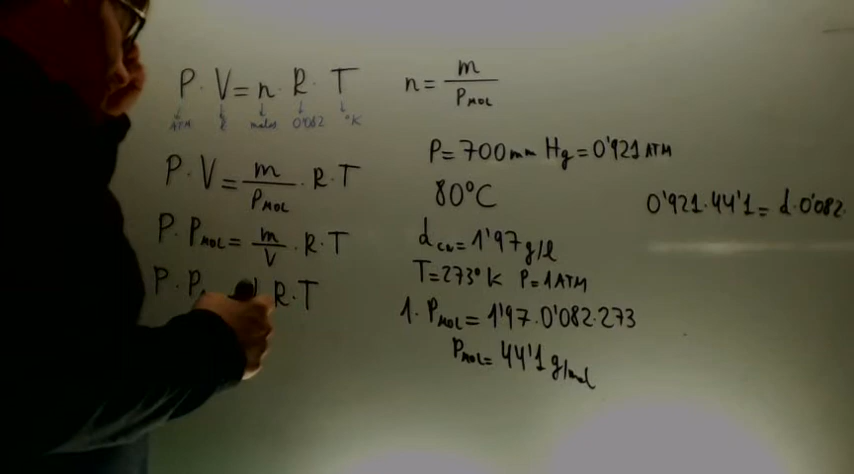 P · V = n · R · T
ATM l moles 0'082 °K
P · V = m / PMOL · R · T
P · PMOL = m / V · R · T
P · P R · T
n = m / PMOL
P = 700 mm Hg = 0'921 ATM
80°C
dCN = 1'97 g/l
T = 273°K P = 1 ATM
1 · PMOL = 1'97 · 0'082 · 273
PMOL = 44'1 g/mol
0'921 · 44'1 = d · 0'082 ·